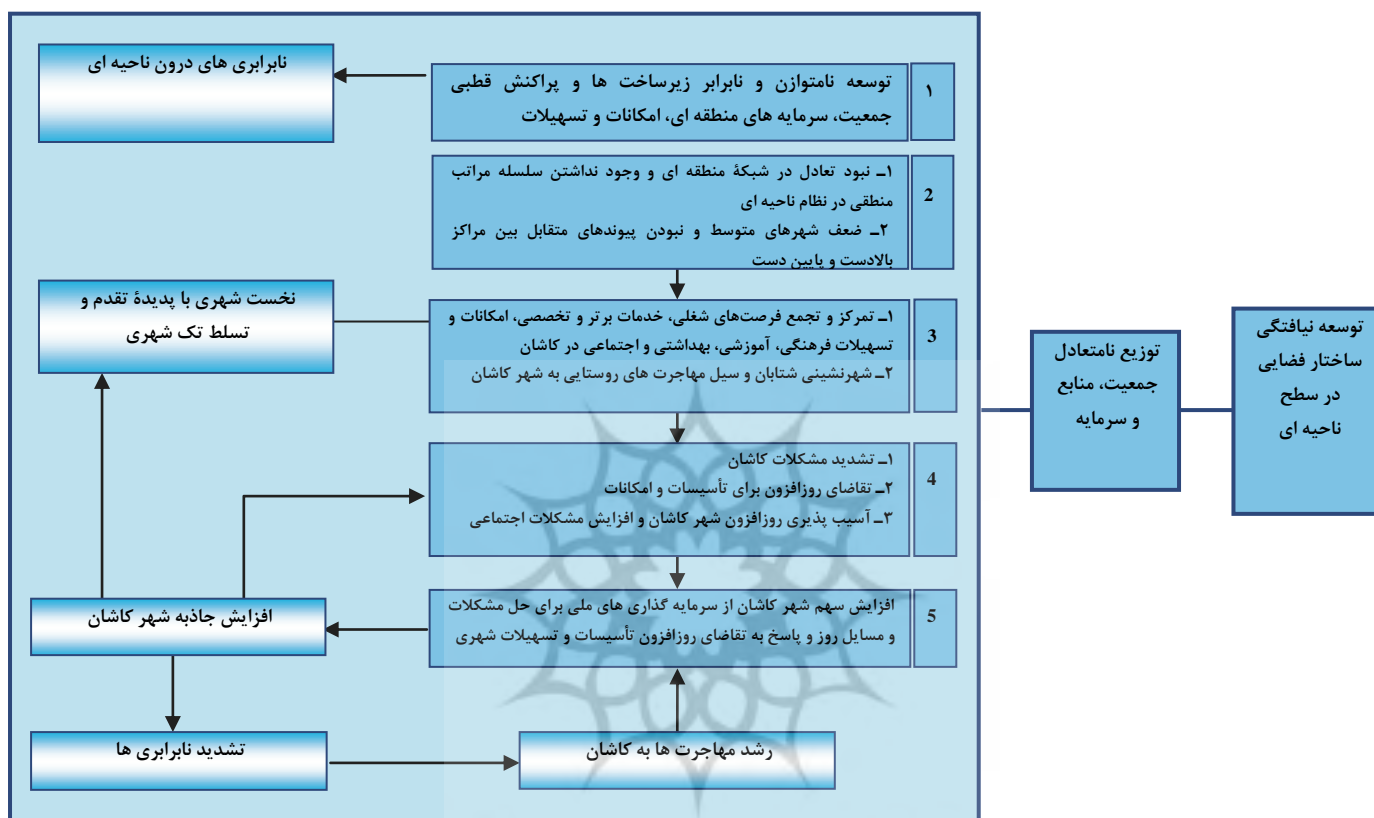 نابرابری های درون ناحیه ای
توسعه نامتوازن و نابرابر زیرساخت ها و پراکنش قطبی
جمعیت، سرمایه های منطقه ای، امکانات و تسهیلات
۱
۱ـ نبود تعادل در شبکهٔ منطقه ای و وجود نداشتن سلسله مراتب
منطقی در نظام ناحیه ای
۲ـ ضعف شهرهای متوسط و نبودن پیوندهای متقابل بین مراکز
بالادست و پایین دست
2
نخست شهری با پدیدهٔ تقدم و
تسلط تک شهری
۱ـ تمرکز و تجمع فرصت‌های شغلی، خدمات برتر و تخصصی، امکانات و
تسهیلات فرهنگی، آموزشی، بهداشتی و اجتماعی در کاشان
۲ـ شهرنشینی شتابان و سیل مهاجرت های روستایی به شهر کاشان
3
توزیع نامتعادل
جمعیت، منابع
و سرمایه
توسعه نیافتگی
ساختار فضایی
در سطح
ناحیه ای
۱ـ تشدید مشکلات کاشان
۲ـ تقاضای روزافزون برای تأسیسات و امکانات
۳ـ آسیب پذیری روزافزون شهر کاشان و افزایش مشکلات اجتماعی
4
افزایش جاذبه شهر کاشان
افزایش سهم شهر کاشان از سرمایه گذاری های ملی برای حل مشکلات
و مسایل روز و پاسخ به تقاضای روزافزون تأسیسات و تسهیلات شهری
5
تشدید نابرابری ها
رشد مهاجرت ها به کاشان